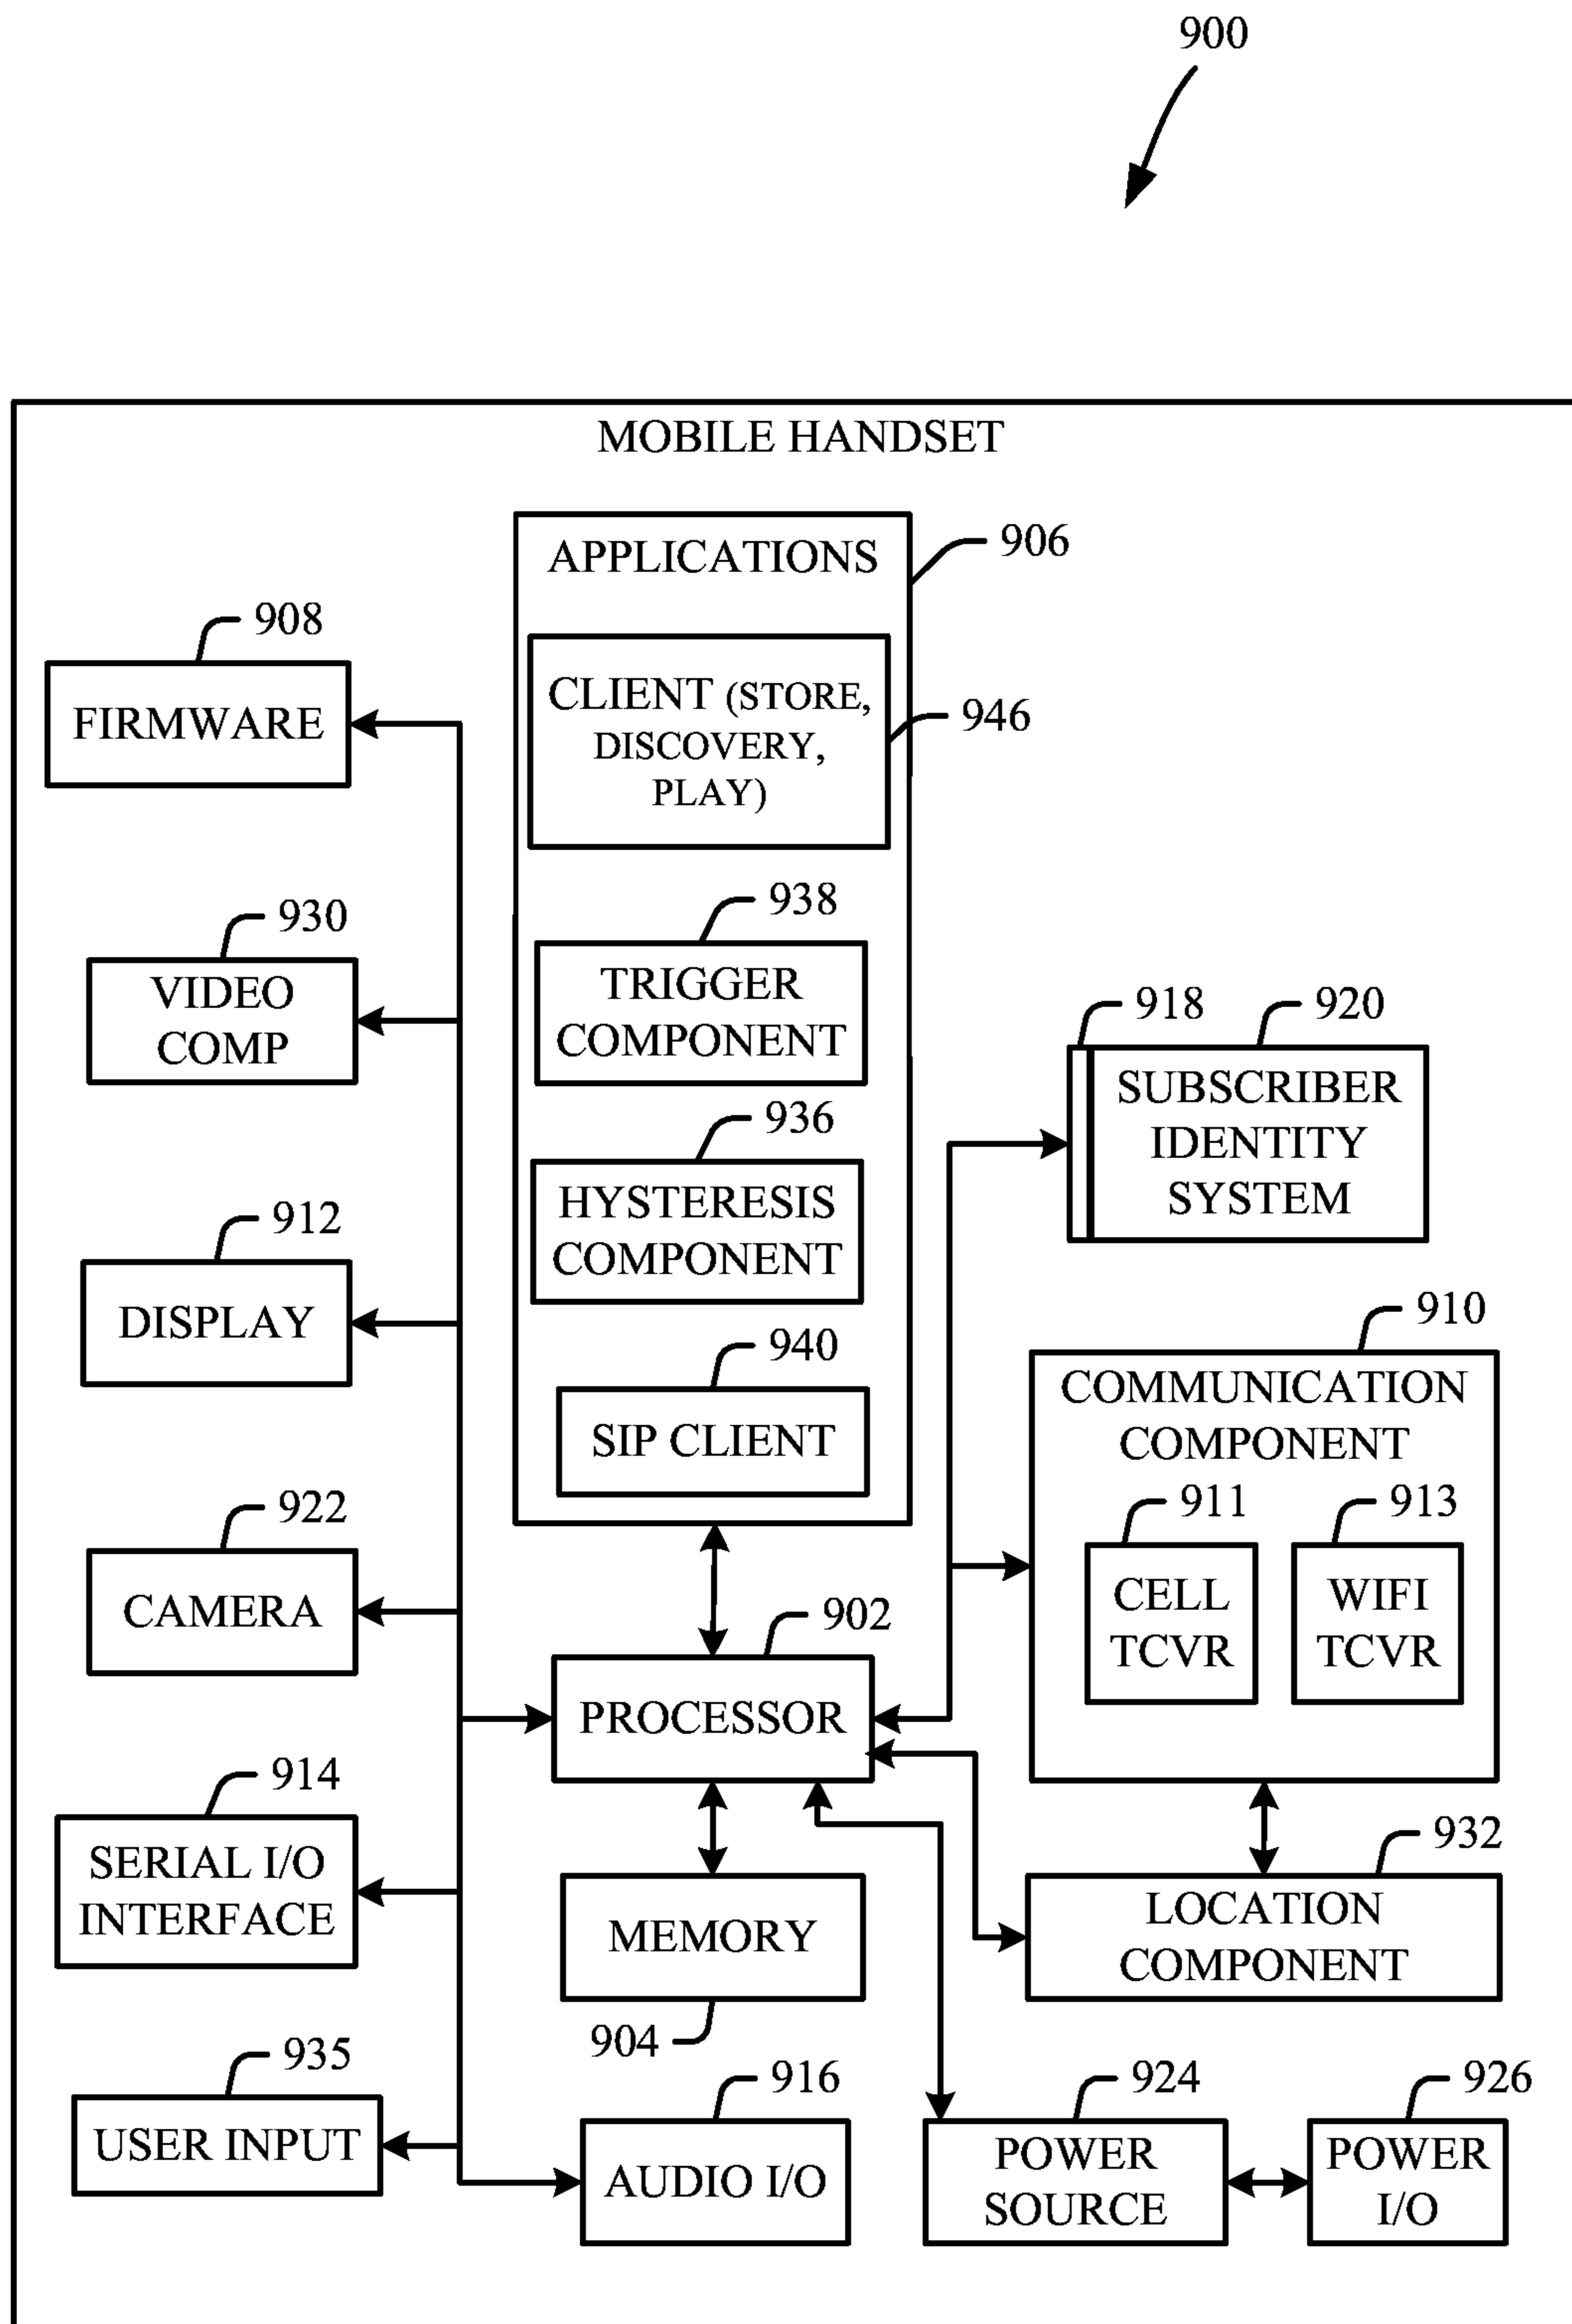 900
MOBILE HANDSET
APPLICATIONS
906
CLIENT (STORE,
DISCOVERY,
PLAY)
946
908
FIRMWARE
938
TRIGGER
COMPONENT
930
VIDEO
COMP
918
920
SUBSCRIBER
IDENTITY
SYSTEM
936
HYSTERESIS
COMPONENT
912
DISPLAY
940
SIP CLIENT
910
COMMUNICATION
COMPONENT
911
CELL
TCVR
913
WIFI
TCVR
922
CAMERA
902
PROCESSOR
914
SERIAL I/O
INTERFACE
MEMORY
904
932
LOCATION
COMPONENT
935
USER INPUT
916
AUDIO I/O
924
POWER
SOURCE
926
POWER
I/O